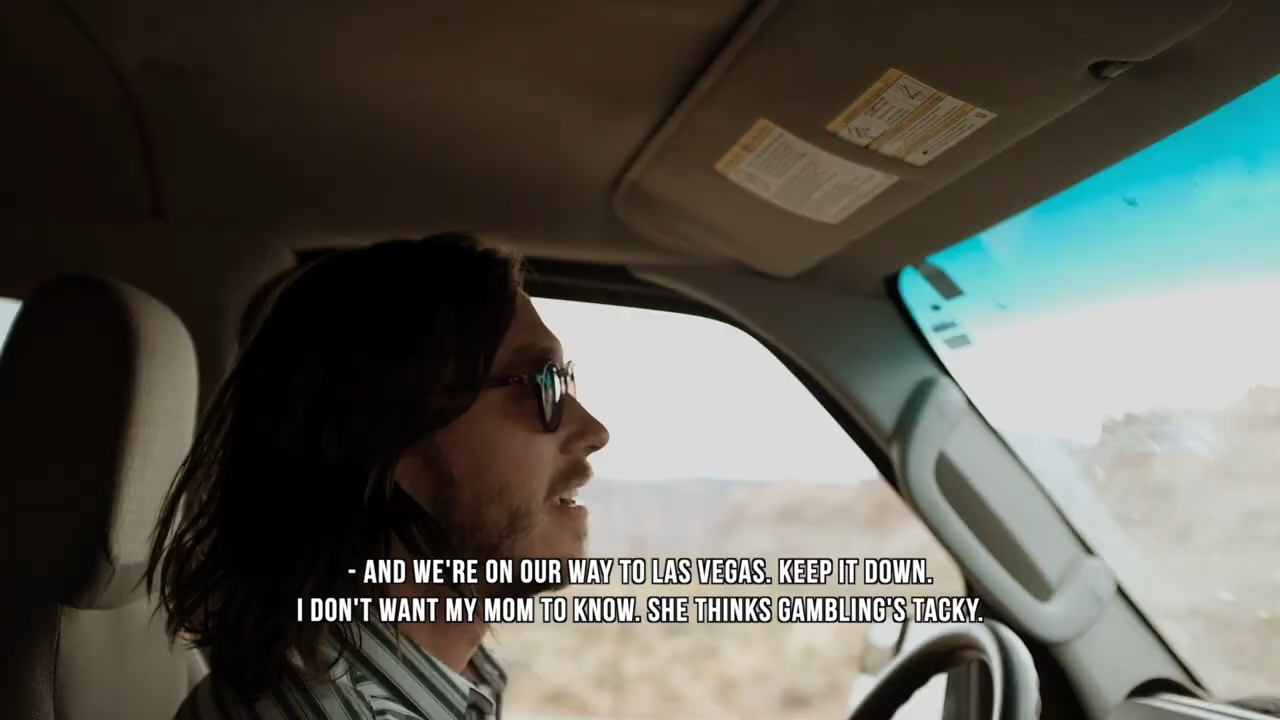 - AND WE'RE ON OUR WAY TO LAS VEGAS. KEEP IT DOWN.
I DON'T WANT MY MOM TO KNOW. SHE THINKS GAMBLING'S TACKY.